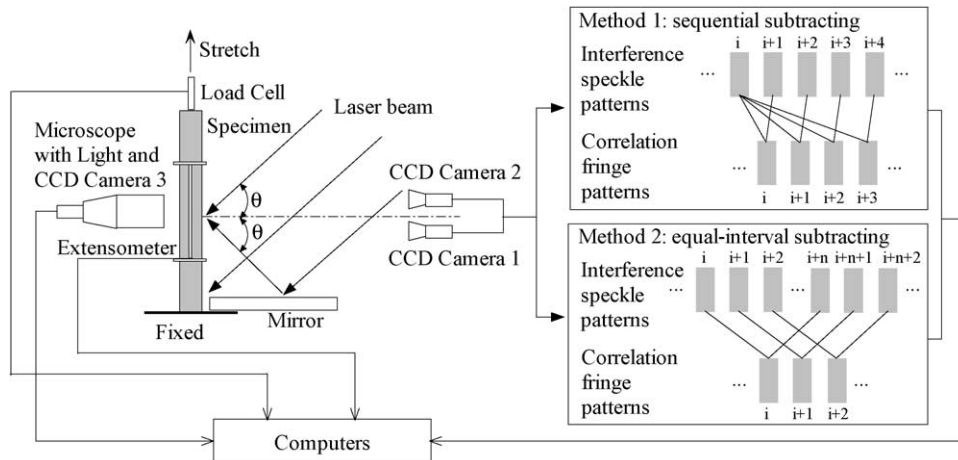 Stretch
Load Cell
Specimen
Laser beam
Microscope
with Light and
CCD Camera 3
θ
θ
CCD Camera 2
CCD Camera 1
Extensometer
Mirror
Fixed
Computers
Method 1: sequential subtracting
i i+1 i+2 i+3 i+4
Interference
speckle
patterns
... ...
Correlation
fringe
patterns
... ...
i i+1 i+2 i+3
Method 2: equal-interval subtracting
i i+1 i+2 i+n i+n+1 i+n+2
Interference
speckle
patterns
... ... ...
Correlation
fringe
patterns
... ...
i i+1 i+2